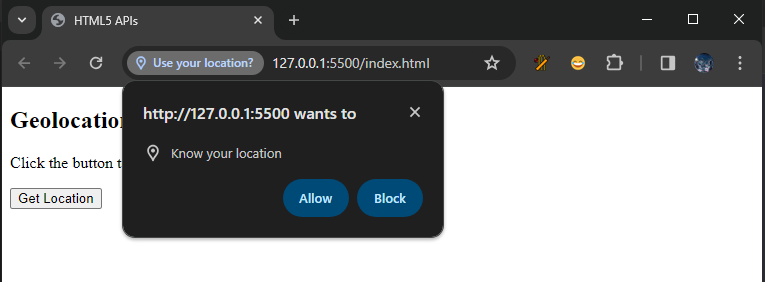 HTML5 APIs
Use your location?
127.0.0.1:5500/index.html
http://127.0.0.1:5500 wants to
Know your location
Allow
Block
Geolocation
Click the button t
Get Location